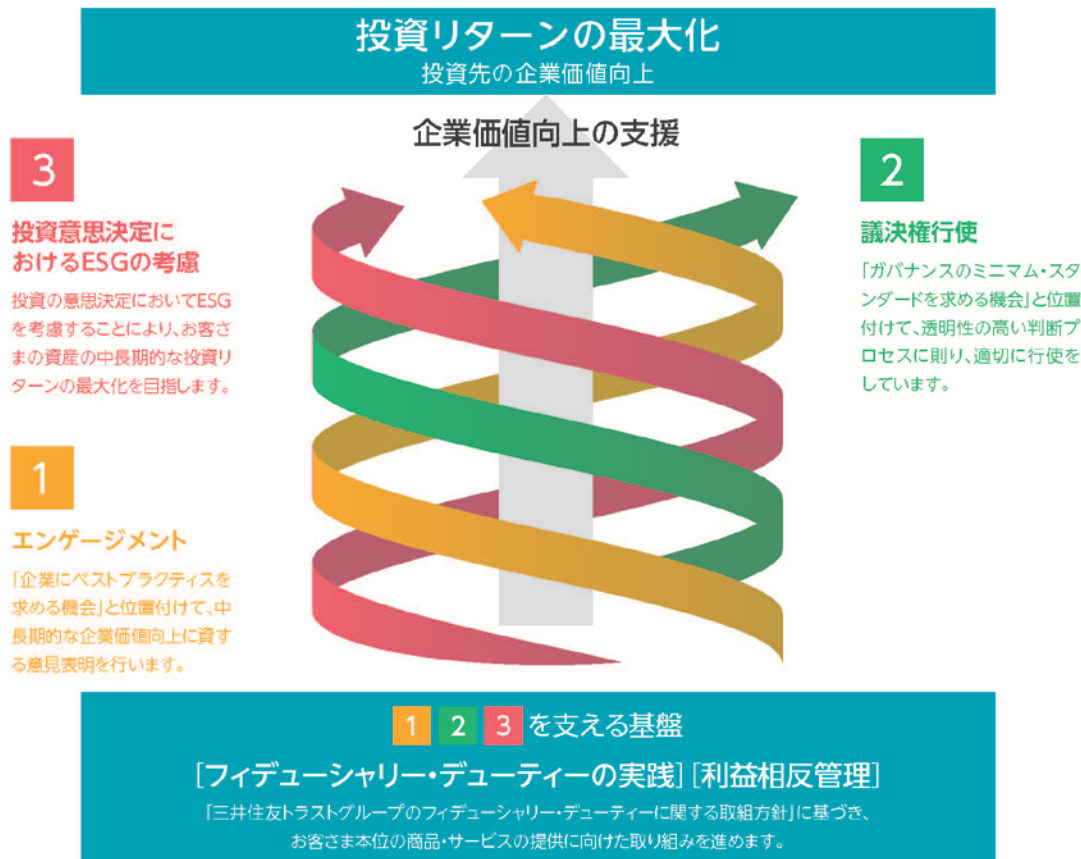 投資リターンの最大化
投資先の企業価値向上
企業価値向上の支援
3
投資意思決定に
おけるESGの考慮
投資の意思決定においてESG
を考慮することにより、お客さ
まの資産の中長期的な投資リ
ターンの最大化を目指します。
2
議決権行使
「ガバナンスのミニマム・スタ
ンダードを求める機会」と位置
付けて、透明性の高い判断プ
ロセスに則り、適切に行使を
しています。
1
エンゲージメント
「企業にベストプラクティスを
求める機会」と位置付けて、中
長期的な企業価値向上に資す
る意見表明を行います。
1 2 3 を支える基盤
[フィデューシャリー・デューティーの実践] [利益相反管理]
「三井住友トラストグループのフィデューシャリー・デューティーに関する取組方針」に基づき、
お客さま本位の商品・サービスの提供に向けた取り組みを進めます。